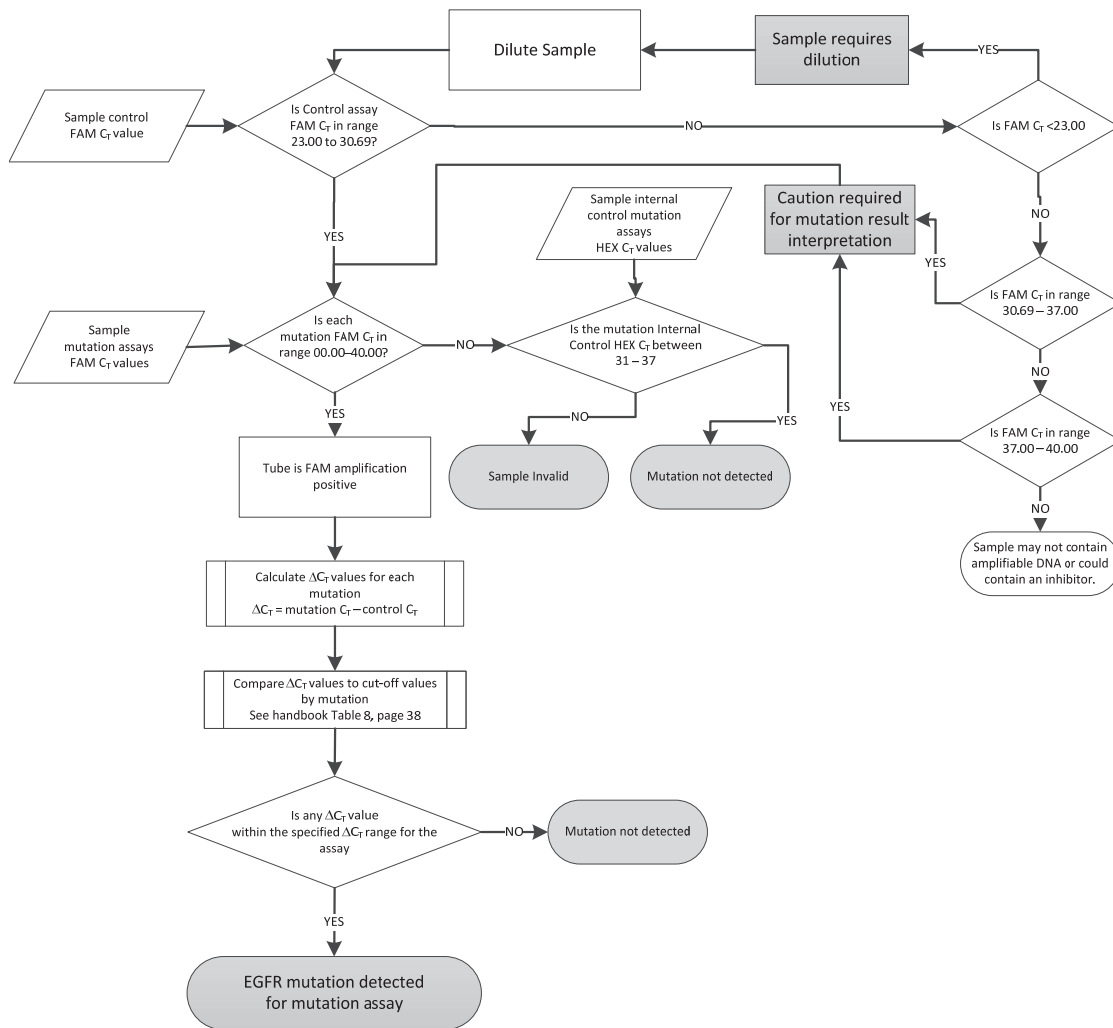 Dilute Sample
Sample requires
dilution
YES
Sample control
FAM CT value
Is Control assay
FAM CT in range
23.00 to 30.69?
NO
Is FAM CT <23.00
YES
NO
Sample internal
control mutation
assays
HEX CT values
Caution required
for mutation result
interpretation
YES
Is FAM CT in range
30.69–37.00
NO
Sample
mutation assays
FAM CT values
Is each
mutation FAM CT in
range 00.00–40.00?
NO
Is the mutation Internal
Control HEX CT between
31–37
YES
NO
YES
YES
Is FAM CT in range
37.00–40.00
NO
Tube is FAM amplification
positive
Sample Invalid
Mutation not detected
Sample may not contain
amplifiable DNA or could
contain an inhibitor.
Calculate ΔCT values for each
mutation
ΔCT = mutation CT – control CT
Compare ΔCT values to cut-off values
by mutation
See handbook Table 8, page 38
Is any ΔCT value
within the specified ΔCT range for the
assay
NO
Mutation not detected
YES
EGFR mutation detected
for mutation assay